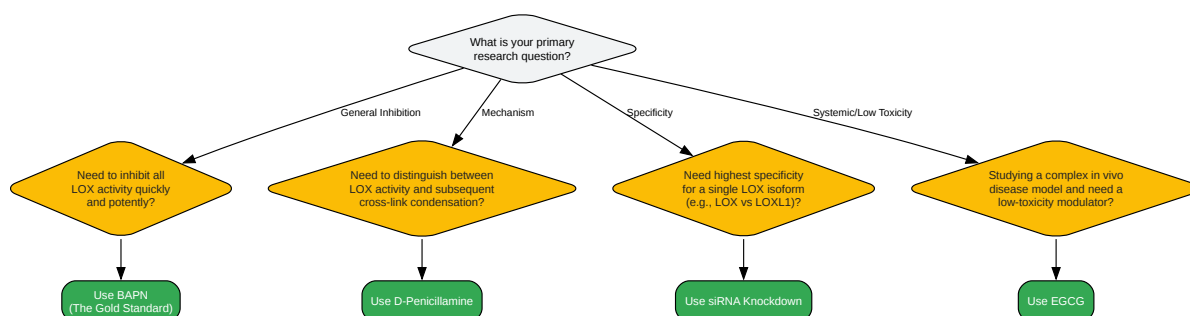 What is your primary
research question?
General Inhibition
Mechanism
Specificity
Systemic/Low Toxicity
Need to inhibit all
LOX activity quickly
and potently?
Need to distinguish between
LOX activity and subsequent
cross-link condensation?
Need highest specificity
for a single LOX isoform
(e.g., LOX vs LOXL1)?
Studying a complex in vivo
disease model and need a
low-toxicity modulator?
Use BAPN
(The Gold Standard)
Use D-Penicillamine
Use siRNA Knockdown
Use EGCG